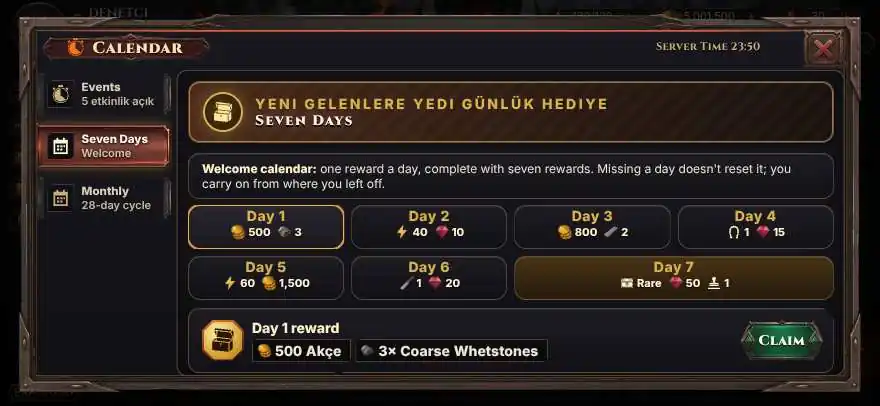 DENETÇİ
CALENDAR
SERVER TIME 23:50
Events
5 etkinlik açık
Seven Days
Welcome
Monthly
28-day cycle
YENI GELENLERE YEDI GÜNLÜK HEDIYE
SEVEN DAYS
Welcome calendar: one reward a day, complete with seven rewards. Missing a day doesn't reset it; you
carry on from where you left off.
Day 1
500 3
Day 2
40 10
Day 3
800 2
Day 4
1 15
Day 5
60 1,500
Day 6
1 20
Day 7
Rare 50 1
Day 1 reward
500 Akçe 3× Coarse Whetstones
CLAIM